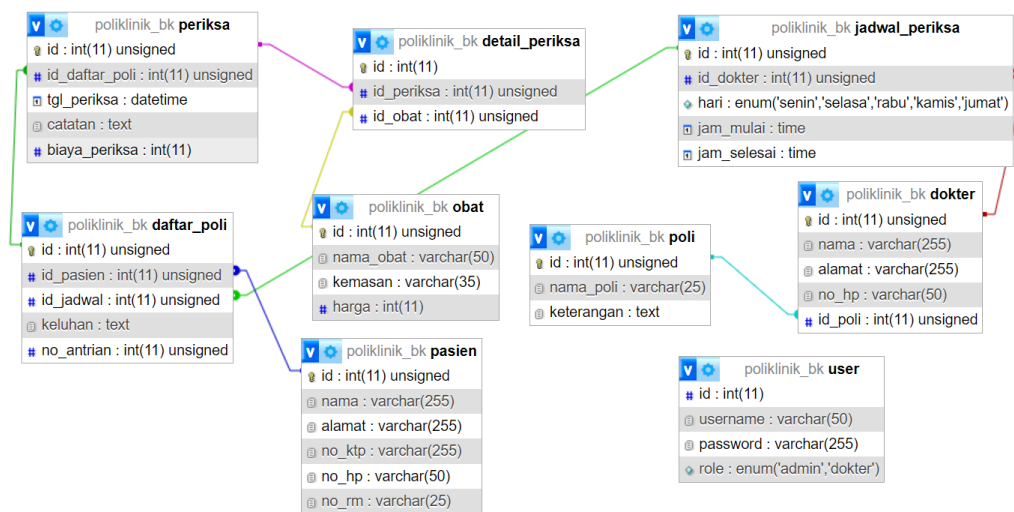 poliklinik_bk periksa
id : int(11) unsigned
id_daftar_poli : int(11) unsigned
tgl_periksa : datetime
catatan : text
biaya_periksa : int(11)
poliklinik_bk detail_periksa
id : int(11)
id_periksa : int(11) unsigned
id_obat : int(11) unsigned
poliklinik_bk jadwal_periksa
id : int(11) unsigned
id_dokter : int(11) unsigned
hari : enum('senin','selasa','rabu','kamis','jumat')
jam_mulai : time
jam_selesai : time
poliklinik_bk daftar_poli
id : int(11) unsigned
id_pasien : int(11) unsigned
id_jadwal : int(11) unsigned
keluhan : text
no_antrian : int(11) unsigned
poliklinik_bk obat
id : int(11) unsigned
nama_obat : varchar(50)
kemasan : varchar(35)
harga : int(11)
poliklinik_bk poli
id : int(11) unsigned
nama_poli : varchar(25)
keterangan : text
poliklinik_bk dokter
id : int(11) unsigned
nama : varchar(255)
alamat : varchar(255)
no_hp : varchar(50)
id_poli : int(11) unsigned
poliklinik_bk pasien
id : int(11) unsigned
nama : varchar(255)
alamat : varchar(255)
no_ktp : varchar(255)
no_hp : varchar(50)
no_rm : varchar(25)
poliklinik_bk user
id : int(11)
username : varchar(50)
password : varchar(255)
role : enum('admin','dokter')